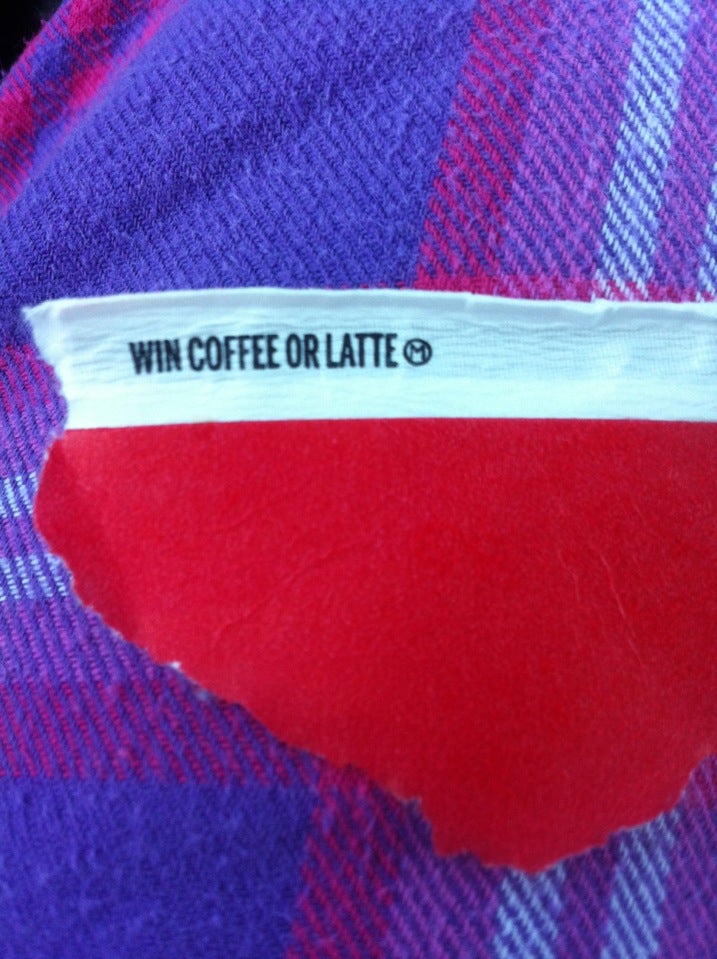 WIN COFFEE OR LATTE Ⓜ